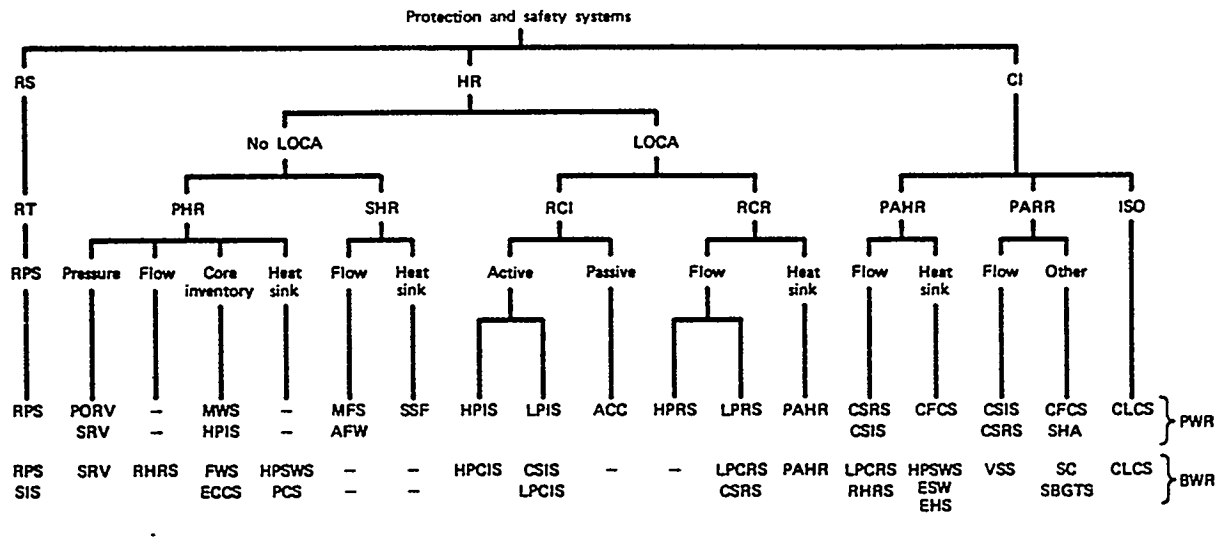 Protection and safety systems
RS HR CI
No LOCA LOCA
RT PHR SHR RCI RCR PAHR PARR ISO
RPS Pressure Flow Core Heat Flow Heat Active Passive Flow Heat Flow Heat Flow Other
inventory sink sink sink sink
RPS PORV – MWS – MFS SSF HPIS LPIS ACC HPRS LPRS PAHR CSRS CFCS CSIS CFCS CLCS
SRV – HPIS – AFW CSIS CSRS SHA
PWR
RPS SRV RHRS FWS HPSWS – – HPCIS CSIS – – LPCRS PAHR LPCRS HPSWS VSS SC CLCS
SIS ECCS PCS – – LPCIS CSRS RHRS ESW SBGTS
BWR
EHS